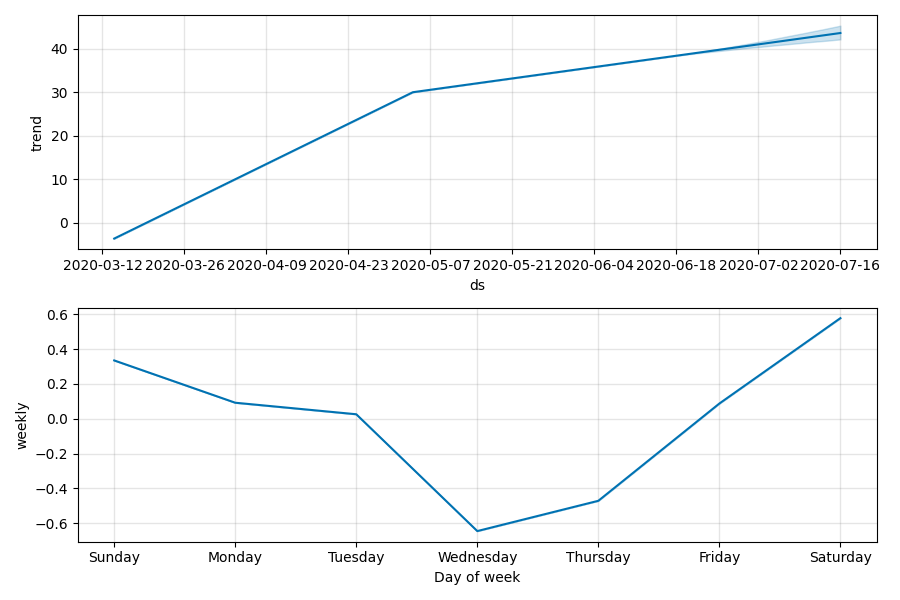 40
30
20
10
0
trend
2020-03-12 2020-03-26 2020-04-09 2020-04-23 2020-05-07 2020-05-21 2020-06-04 2020-06-18 2020-07-02 2020-07-16
ds
0.6
0.4
0.2
0.0
−0.2
−0.4
−0.6
weekly
Sunday Monday Tuesday Wednesday Thursday Friday Saturday
Day of week